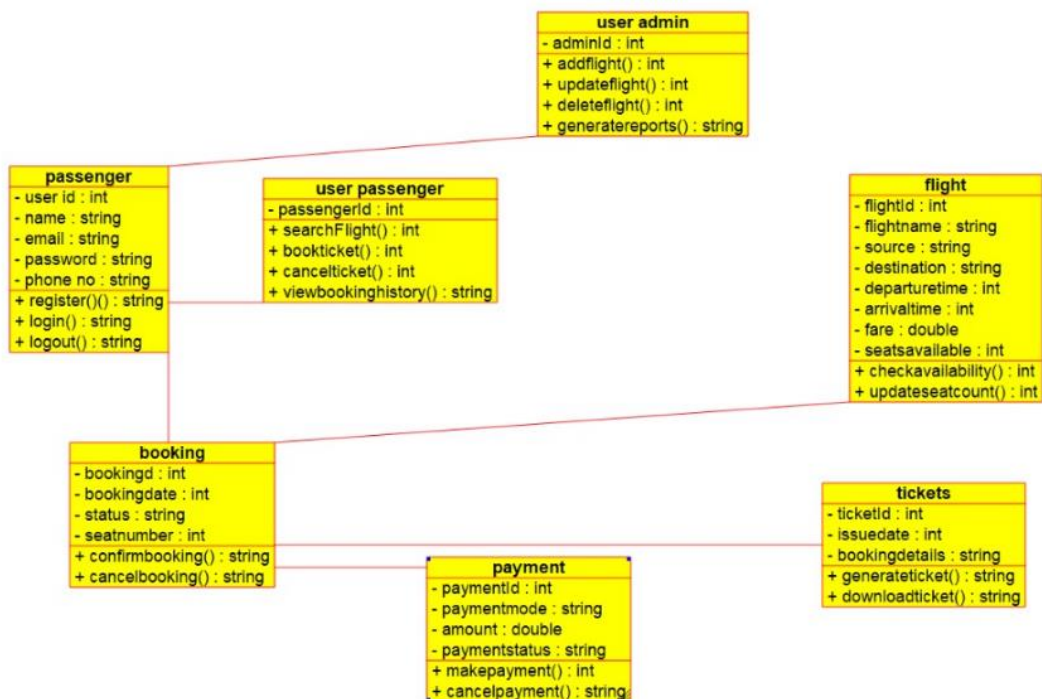 user admin
- adminId : int
+ addflight() : int
+ updateflight() : int
+ deleteflight() : int
+ generatereports() : string
passenger
- user id : int
- name : string
- email : string
- password : string
- phone no : string
+ register()() : string
+ login() : string
+ logout() : string
user passenger
- passengerId : int
+ searchFlight() : int
+ bookticket() : int
+ cancelticket() : int
+ viewbookinghistory() : string
flight
- flightId : int
- flightname : string
- source : string
- destination : string
- departuretime : int
- arrivaltime : int
- fare : double
- seatsavailable : int
+ checkavailability() : int
+ updateseatcount() : int
booking
- bookingd : int
- bookingdate : int
- status : string
- seatnumber : int
+ confirmbooking() : string
+ cancelbooking() : string
tickets
- ticketId : int
- issuedate : int
- bookingdetails : string
+ generateticket() : string
+ downloadticket() : string
payment
- paymentId : int
- paymentmode : string
- amount : double
- paymentstatus : string
+ makepayment() : int
+ cancelpayment() : string